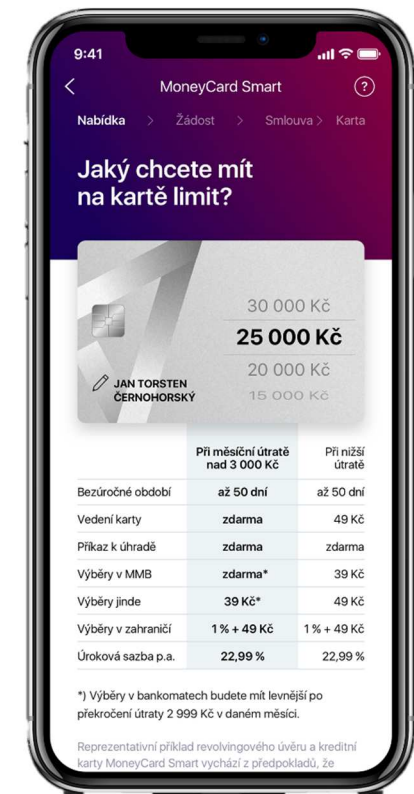 9:41
MoneyCard Smart ?
Nabídka > Žádost > Smlouva > Karta
Jaký chcete mít
na kartě limit?
30 000 Kč
25 000 Kč
20 000 Kč
15 000 Kč
JAN TORSTEN
ČERNOHORSKÝ
Při měsíční útratě
nad 3 000 Kč
Při nižší
útratě
Bezúročné období až 50 dní až 50 dní
Vedení karty zdarma 49 Kč
Příkaz k úhradě zdarma zdarma
Výběry v MMB zdarma* 39 Kč
Výběry jinde 39 Kč* 49 Kč
Výběry v zahraničí 1 % + 49 Kč 1 % + 49 Kč
Úroková sazba p.a. 22,99 % 22,99 %
*) Výběry v bankomatech budete mít levnější po
překročení útraty 2 999 Kč v daném měsíci.
Reprezentativní příklad revolvingového úvěru a kreditní
karty MoneyCard Smart vychází z předpokladů, že